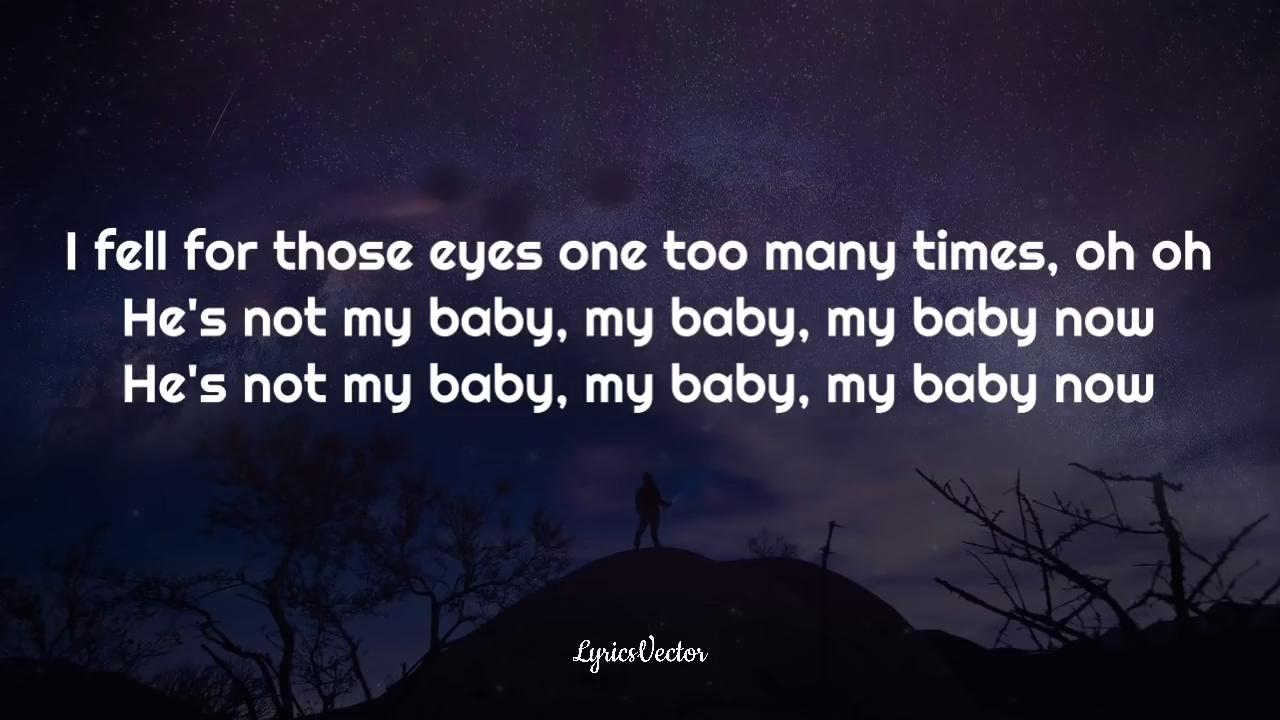 I fell for those eyes one too many times, oh oh
He's not my baby, my baby, my baby now
He's not my baby, my baby, my baby now
LyricsVector